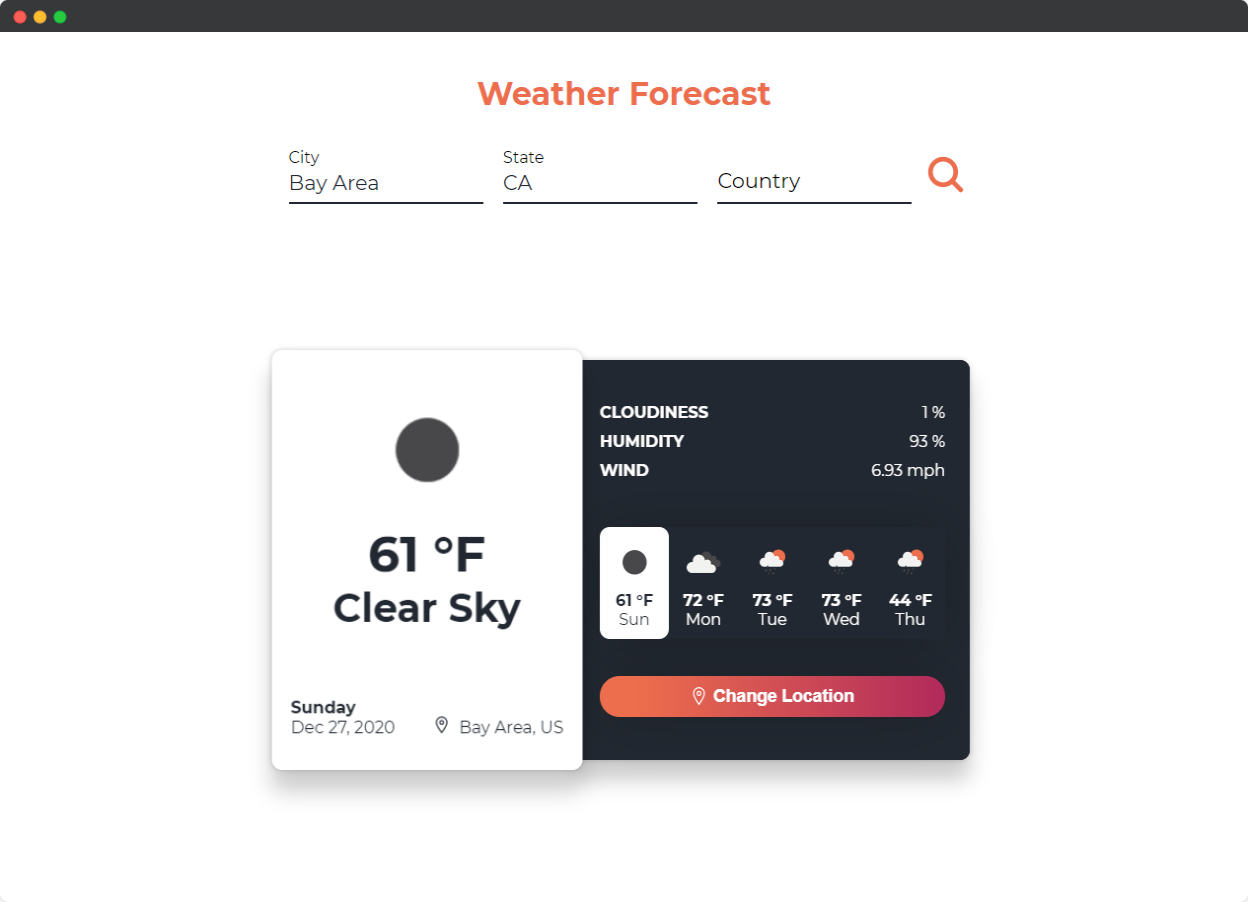 Weather Forecast
City
Bay Area
State
CA
Country
61 °F
Clear Sky
Sunday
Dec 27, 2020
Bay Area, US
CLOUDINESS 1 %
HUMIDITY 93 %
WIND 6.93 mph
61 °F 72 °F 73 °F 73 °F 44 °F
Sun Mon Tue Wed Thu
Change Location